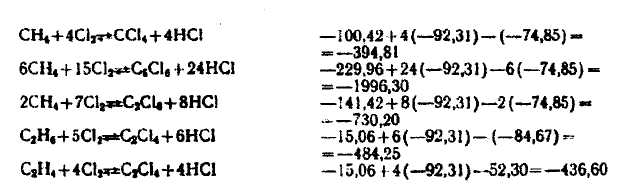 CH₄+4Cl₂⇄CCl₄+4HCl −100,42+4(−92,31)−(−74,85)=
=−394,81
6CH₄+15Cl₂⇄C₆Cl₆+24HCl −229,96+24(−92,31)−6(−74,85)=
=−1996,30
2CH₄+7Cl₂⇄C₂Cl₆+8HCl −141,42+8(−92,31)−2(−74,85)=
=−730,20
C₂H₆+5Cl₂⇄C₂Cl₄+6HCl −15,06+6(−92,31)−(−84,67)=
=−484,25
C₂H₄+4Cl₂⇄C₂Cl₄+4HCl −15,06+4(−92,31)−52,30=−436,60